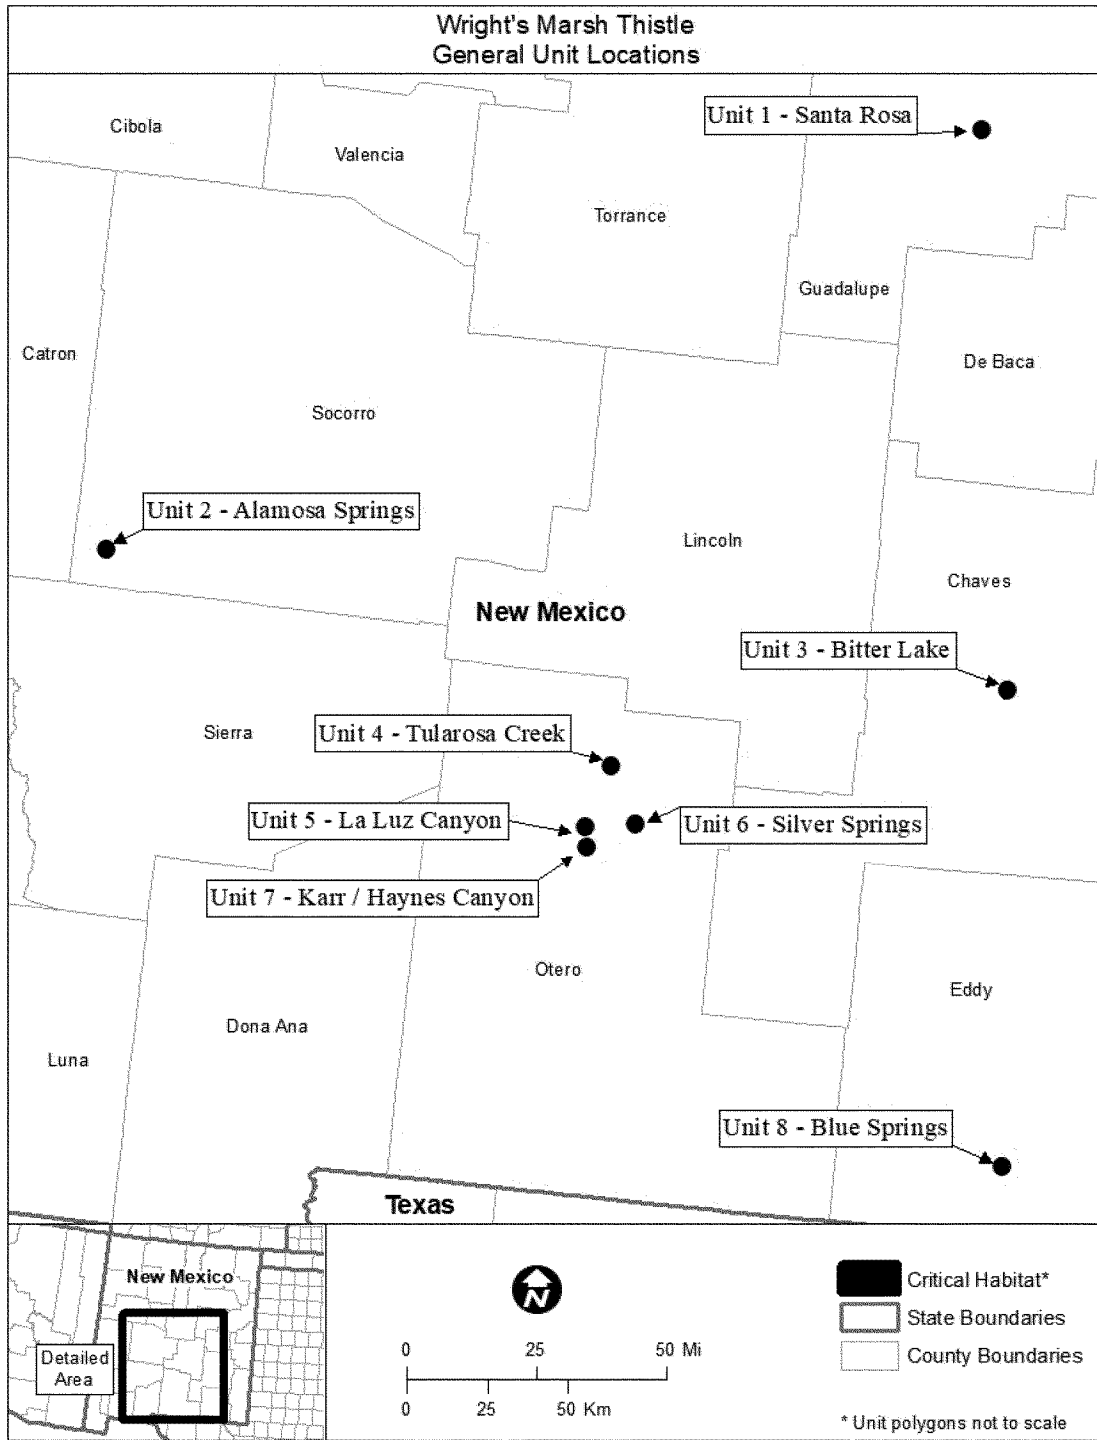 Wright's Marsh Thistle
General Unit Locations
Unit 1 - Santa Rosa
Cibola
Valencia
Torrance
Guadalupe
Catron
De Baca
Socorro
Unit 2 - Alamosa Springs
Lincoln
Chaves
New Mexico
Unit 3 - Bitter Lake
Sierra
Unit 4 - Tularosa Creek
Unit 5 - La Luz Canyon
Unit 6 - Silver Springs
Unit 7 - Karr / Haynes Canyon
Otero
Eddy
Dona Ana
Luna
Unit 8 - Blue Springs
Texas
New Mexico
Detailed
Area
N
0 25 50 Mi
0 25 50 Km
Critical Habitat*
State Boundaries
County Boundaries
* Unit polygons not to scale